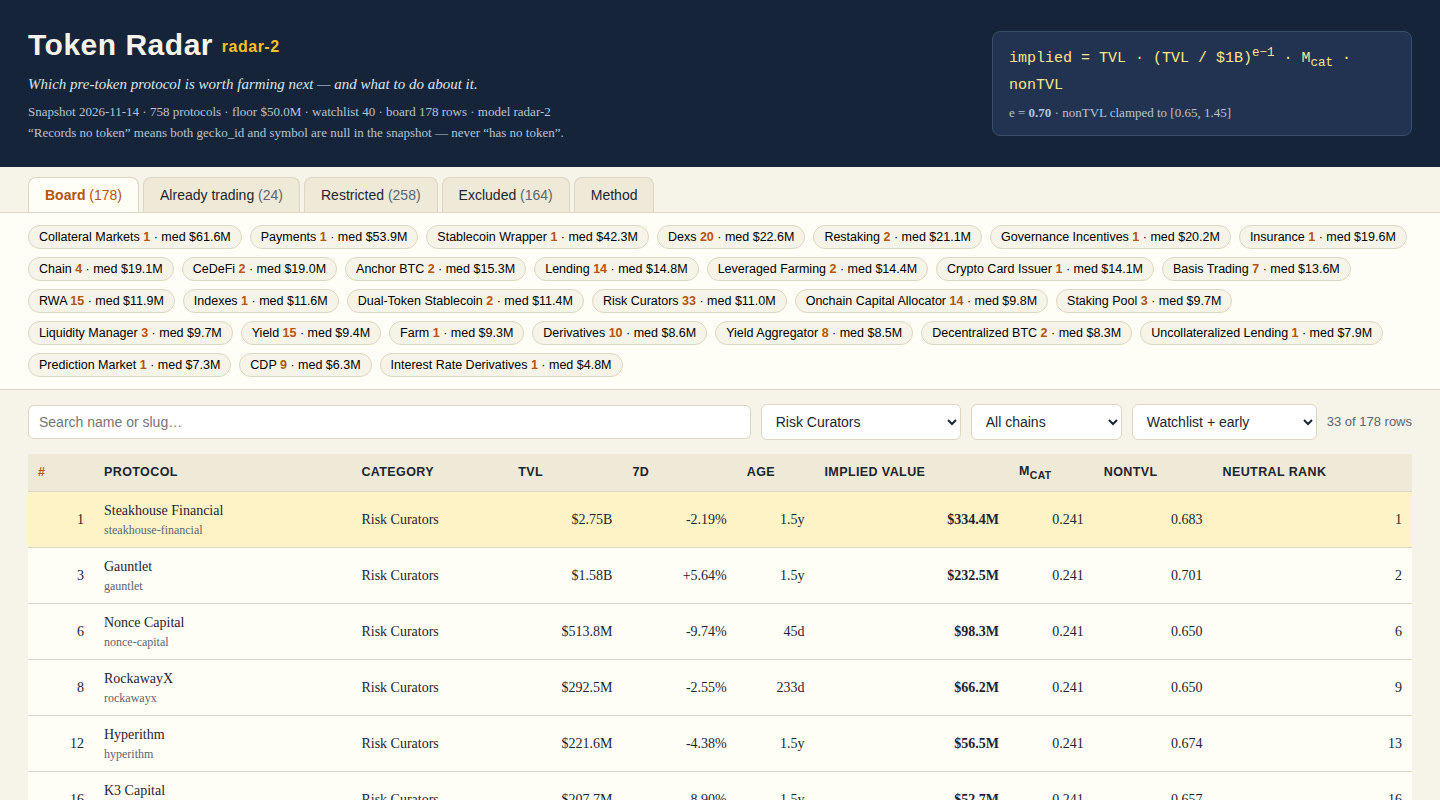 Token Radar radar-2
Which pre-token protocol is worth farming next — and what to do about it.
Snapshot 2026-11-14 · 758 protocols · floor $50.0M · watchlist 40 · board 178 rows · model radar-2
“Records no token” means both gecko_id and symbol are null in the snapshot — never “has no token”.
implied = TVL · (TVL / $1B)e−1 · Mcat ·
nonTVL
e = 0.70 · nonTVL clamped to [0.65, 1.45]
Board (178) Already trading (24) Restricted (258) Excluded (164) Method
Collateral Markets 1 · med $61.6M Payments 1 · med $53.9M Stablecoin Wrapper 1 · med $42.3M Dexs 20 · med $22.6M Restaking 2 · med $21.1M Governance Incentives 1 · med $20.2M Insurance 1 · med $19.6M
Chain 4 · med $19.1M CeDeFi 2 · med $19.0M Anchor BTC 2 · med $15.3M Lending 14 · med $14.8M Leveraged Farming 2 · med $14.4M Crypto Card Issuer 1 · med $14.1M Basis Trading 7 · med $13.6M
RWA 15 · med $11.9M Indexes 1 · med $11.6M Dual-Token Stablecoin 2 · med $11.4M Risk Curators 33 · med $11.0M Onchain Capital Allocator 14 · med $9.8M Staking Pool 3 · med $9.7M
Liquidity Manager 3 · med $9.7M Yield 15 · med $9.4M Farm 1 · med $9.3M Derivatives 10 · med $8.6M Yield Aggregator 8 · med $8.5M Decentralized BTC 2 · med $8.3M Uncollateralized Lending 1 · med $7.9M
Prediction Market 1 · med $7.3M CDP 9 · med $6.3M Interest Rate Derivatives 1 · med $4.8M
Search name or slug… Risk Curators All chains Watchlist + early 33 of 178 rows
# PROTOCOL CATEGORY TVL 7D AGE IMPLIED VALUE MCAT NONTVL NEUTRAL RANK
1 Steakhouse Financial Risk Curators $2.75B -2.19% 1.5y $334.4M 0.241 0.683 1
steakhouse-financial
3 Gauntlet Risk Curators $1.58B +5.64% 1.5y $232.5M 0.241 0.701 2
gauntlet
6 Nonce Capital Risk Curators $513.8M -9.74% 45d $98.3M 0.241 0.650 6
nonce-capital
8 RockawayX Risk Curators $292.5M -2.55% 233d $66.2M 0.241 0.650 9
rockawayx
12 Hyperithm Risk Curators $221.6M -4.38% 1.5y $56.5M 0.241 0.674 13
hyperithm
16 K3 Capital Risk Curators $207.7M 8.90% 1.5y $52.7M 0.241 0.657 16